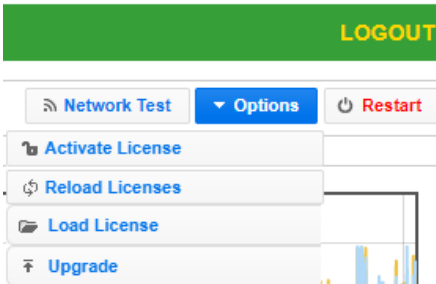 LOGOUT
Network Test Options Restart
Activate License
Reload Licenses
Load License
Upgrade